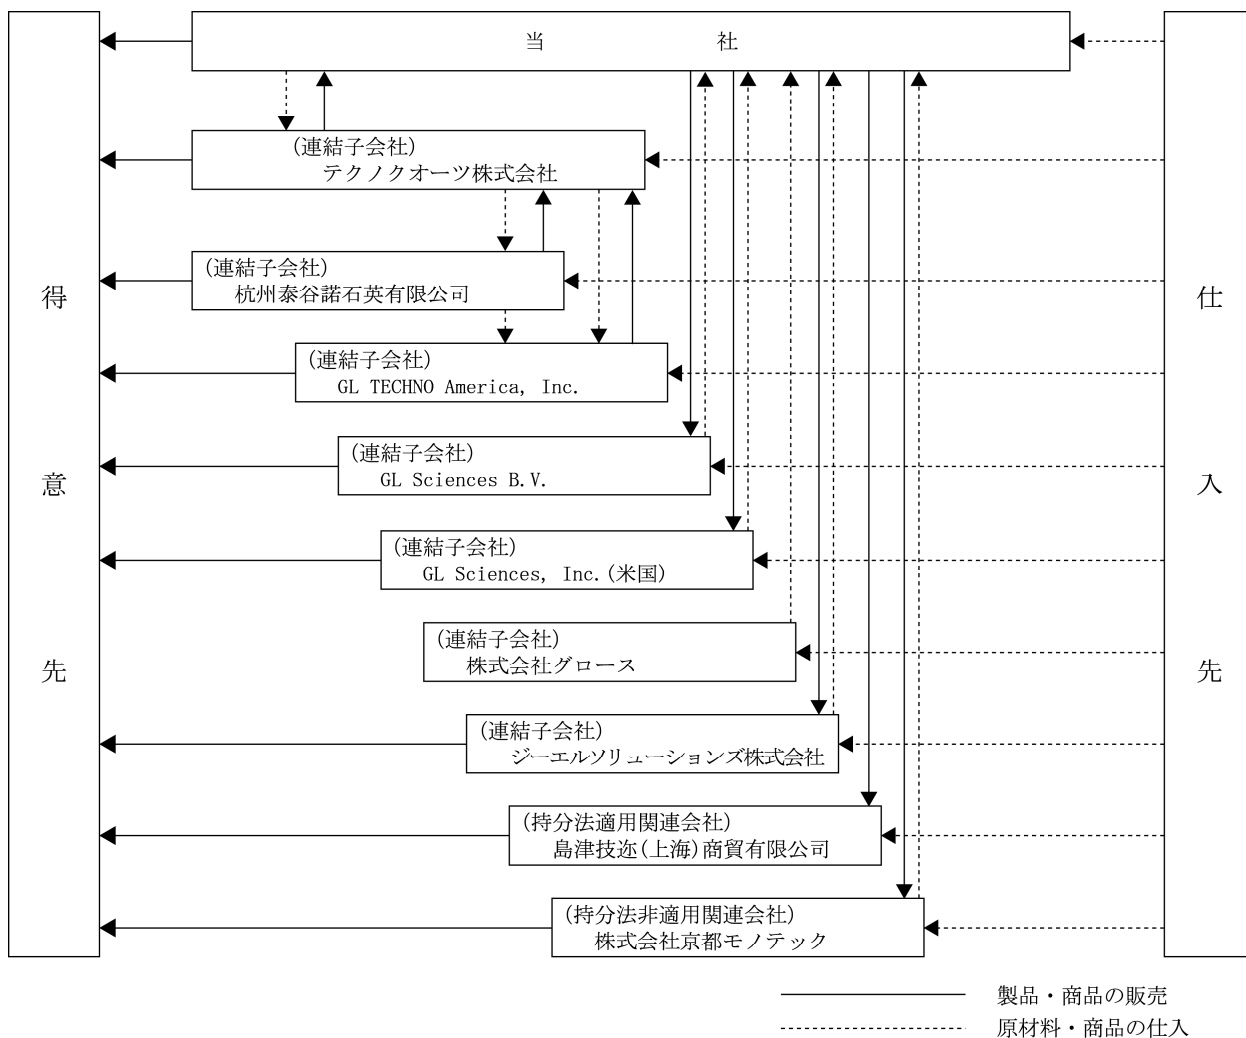 当　社
(連結子会社)
テクノクオーツ株式会社
(連結子会社)
杭州泰谷諾石英有限公司
得意先
仕入先
(連結子会社)
GL TECHNO America, Inc.
(連結子会社)
GL Sciences B.V.
(連結子会社)
GL Sciences, Inc.(米国)
(連結子会社)
株式会社グロース
(連結子会社)
ジーエルソリューションズ株式会社
(持分法適用関連会社)
島津技迩(上海)商貿有限公司
(持分法非適用関連会社)
株式会社京都モノテック
製品・商品の販売
原材料・商品の仕入